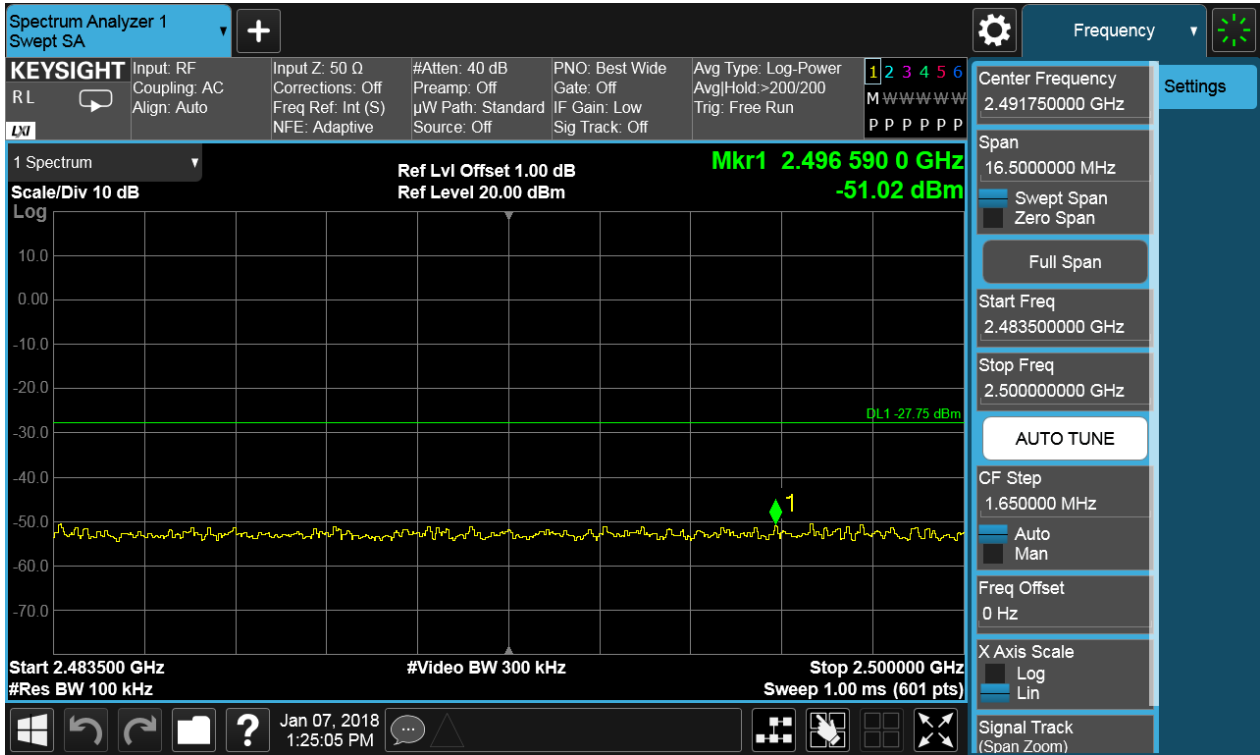 Spectrum Analyzer 1
Swept SA
+
Frequency
KEYSIGHT
RL
LXI
Input: RF
Coupling: AC
Align: Auto
Input Z: 50 Ω
Corrections: Off
Freq Ref: Int (S)
NFE: Adaptive
#Atten: 40 dB
Preamp: Off
µW Path: Standard
Source: Off
PNO: Best Wide
Gate: Off
IF Gain: Low
Sig Track: Off
Avg Type: Log-Power
Avg|Hold:>200/200
Trig: Free Run
1 2 3 4 5 6
M W W W W W
P P P P P P
1 Spectrum
Scale/Div 10 dB
Log
Ref Lvl Offset 1.00 dB
Ref Level 20.00 dBm
Mkr1 2.496 590 0 GHz
-51.02 dBm
10.0
0.00
-10.0
-20.0
-30.0
-40.0
-50.0
-60.0
-70.0
DL1 -27.75 dBm
1
Start 2.483500 GHz
#Res BW 100 kHz
#Video BW 300 kHz
Stop 2.500000 GHz
Sweep 1.00 ms (601 pts)
Center Frequency
2.491750000 GHz
Span
16.5000000 MHz
Swept Span
Zero Span
Full Span
Start Freq
2.483500000 GHz
Stop Freq
2.500000000 GHz
AUTO TUNE
CF Step
1.650000 MHz
Auto
Man
Freq Offset
0 Hz
X Axis Scale
Log
Lin
Signal Track
(Span Zoom)
Settings
?
Jan 07, 2018
1:25:05 PM